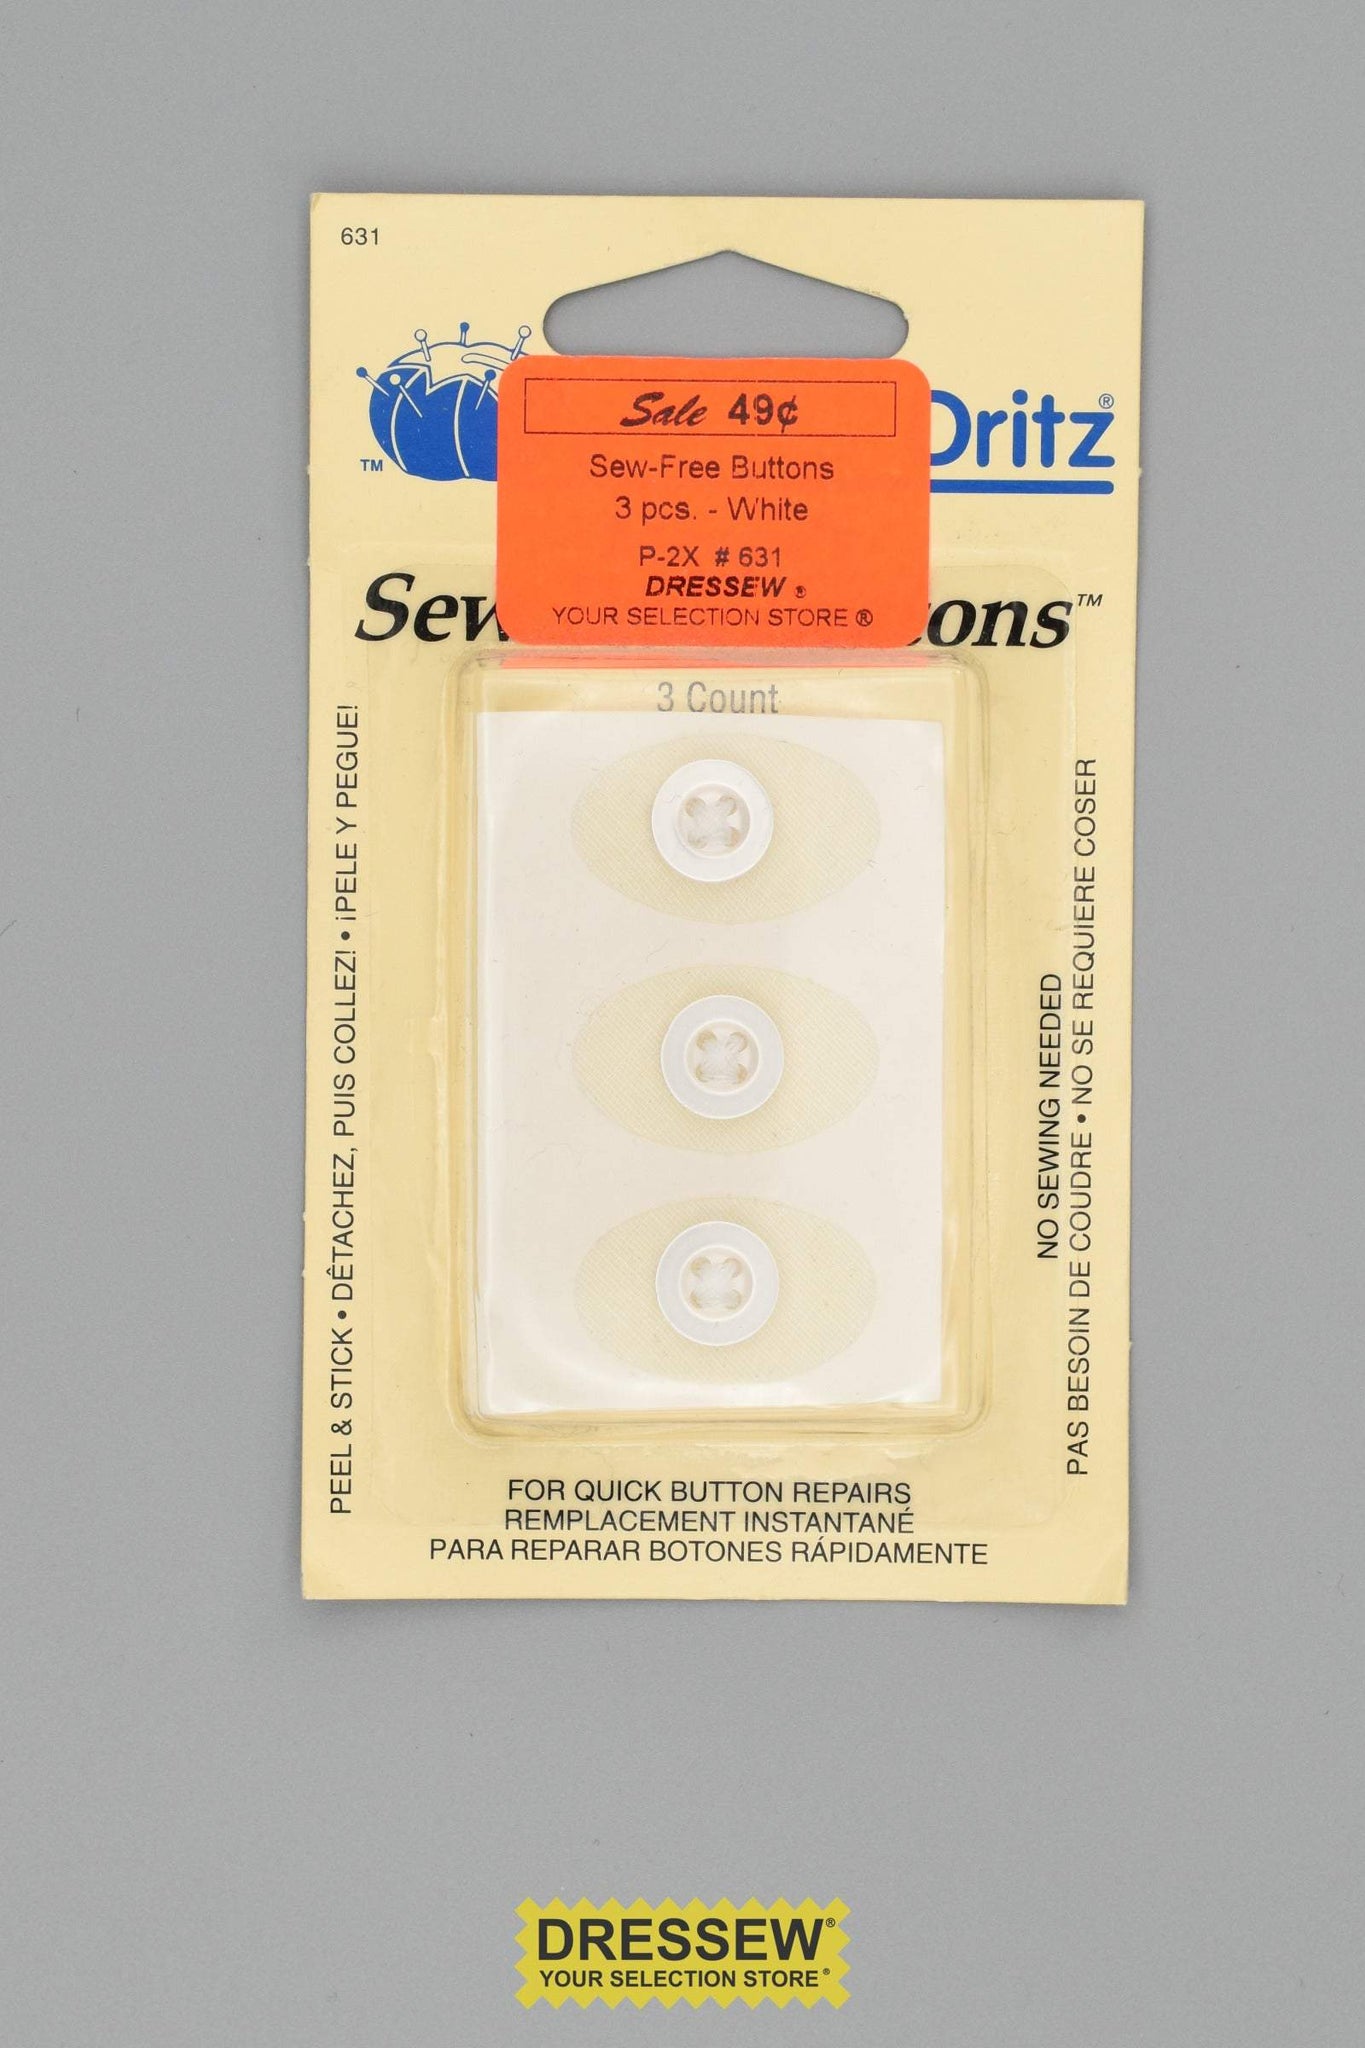 631
Sale 49¢
Sew-Free Buttons
3 pcs. - White
P-2X # 631
DRESSEW ®
YOUR SELECTION STORE ®
TM
Dritz®
Sew
tons™
3 Count
PEEL & STICK • DÊTACHEZ, PUIS COLLEZ! • ¡PELE Y PEGUE!
NO SEWING NEEDED
PAS BESOIN DE COUDRE • NO SE REQUIERE COSER
FOR QUICK BUTTON REPAIRS
REMPLACEMENT INSTANTANÉ
PARA REPARAR BOTONES RÁPIDAMENTE
DRESSEW®
YOUR SELECTION STORE®